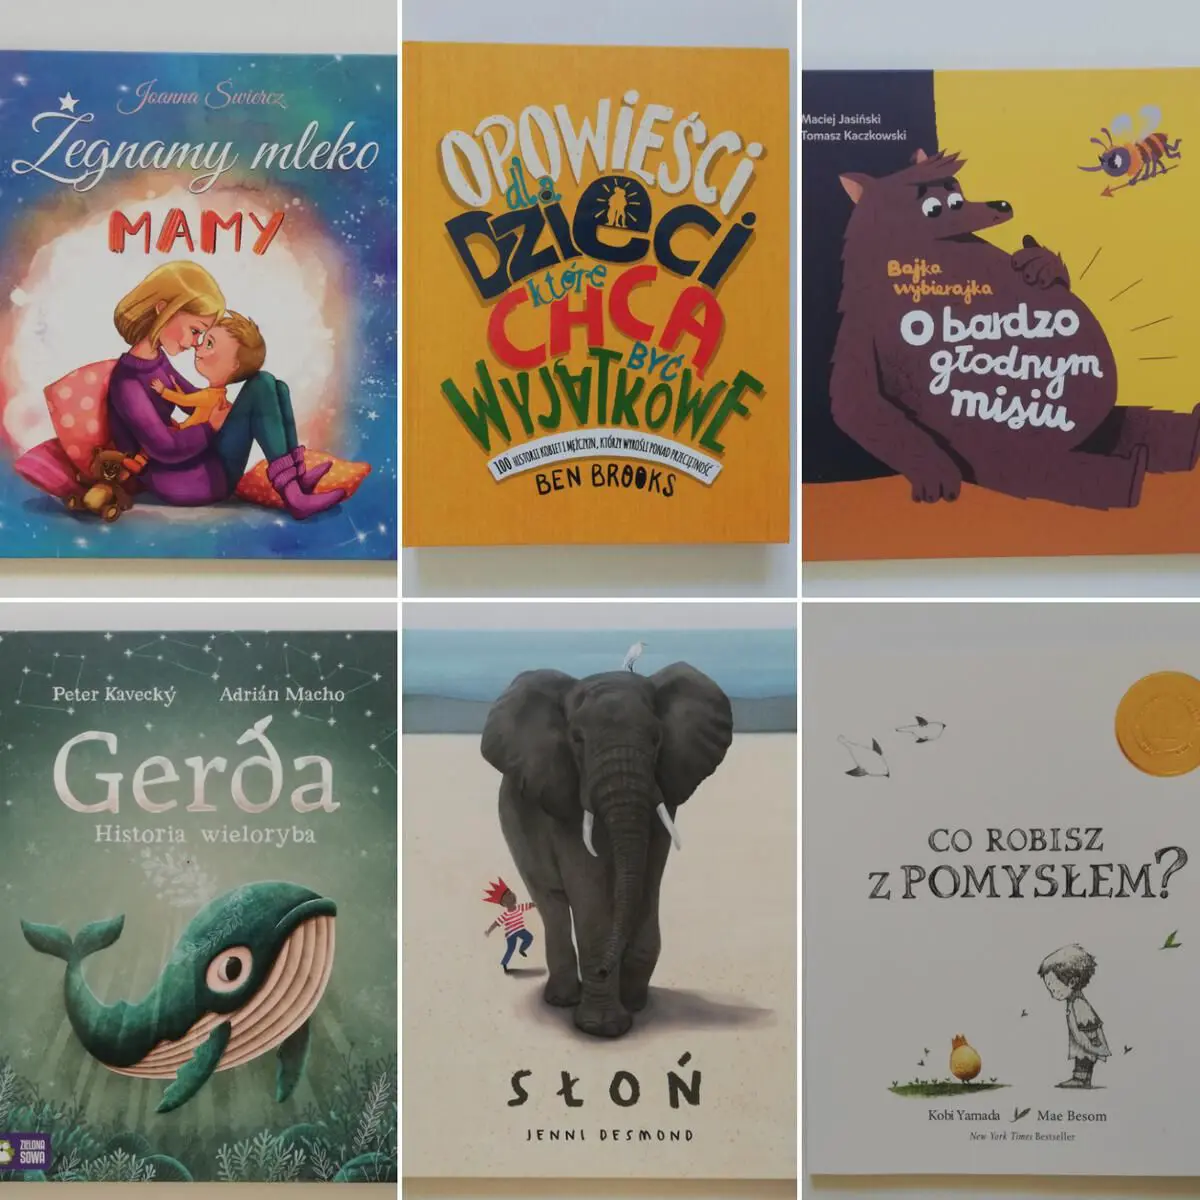 Joanna Świercz
Żegnamy mleko
MAMY
OPOWIEŚCI
dla
DZIECI
które
CHCĄ
BYĆ
WYJĄTKOWE
100 HISTORII KOBIET I MĘŻCZYZN, KTÓRZY WYROŚLI PONAD PRZECIĘTNOŚĆ
BEN BROOKS
Maciej Jasiński
Tomasz Kaczkowski
Bajka
wybierajka
O bardzo
głodnym
misiu
Peter Kavecký Adrián Macho
Gerda
Historia wieloryba
ZIELONA
SOWA
SŁOŃ
JENNI DESMOND
CO ROBISZ
Z POMYSŁEM?
Kobi Yamada Mae Besom
New York Times Bestseller